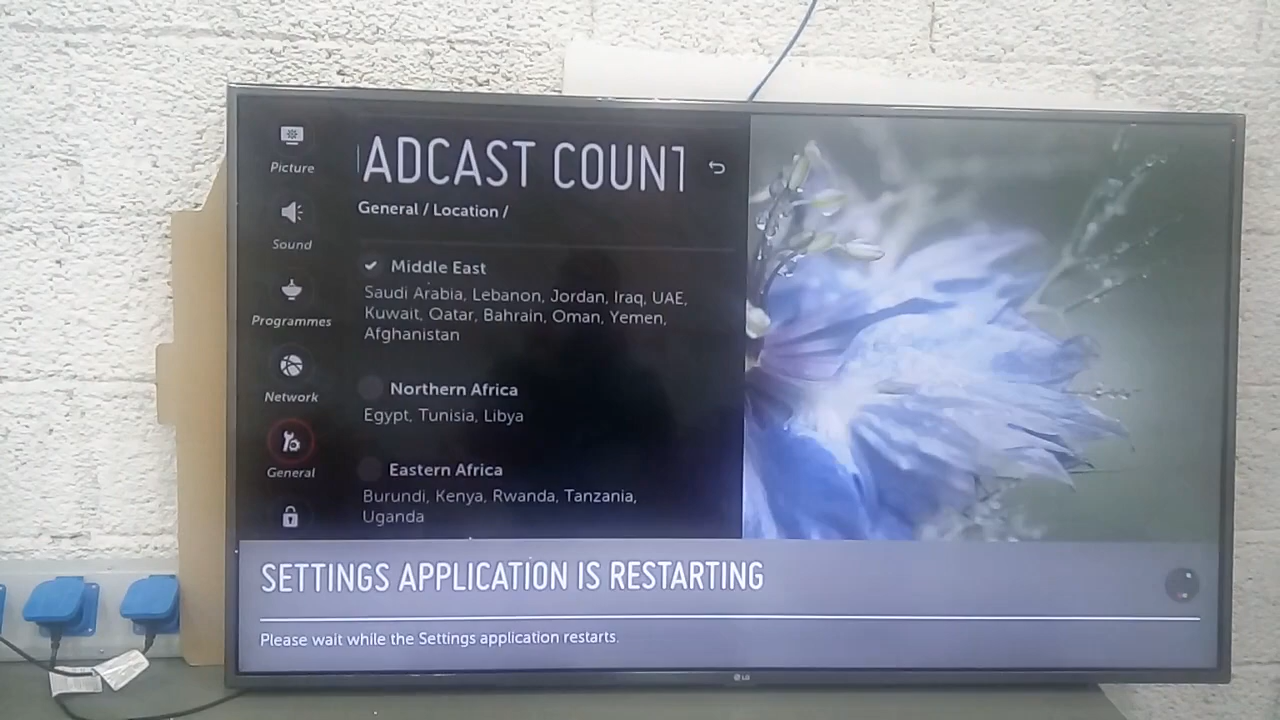 Picture
Sound
Programmes
Network
General
ADCAST COUNT
General / Location /
Middle East
Saudi Arabia, Lebanon, Jordan, Iraq, UAE,
Kuwait, Qatar, Bahrain, Oman, Yemen,
Afghanistan
Northern Africa
Egypt, Tunisia, Libya
Eastern Africa
Burundi, Kenya, Rwanda, Tanzania,
Uganda
SETTINGS APPLICATION IS RESTARTING
Please wait while the Settings application restarts.
LG